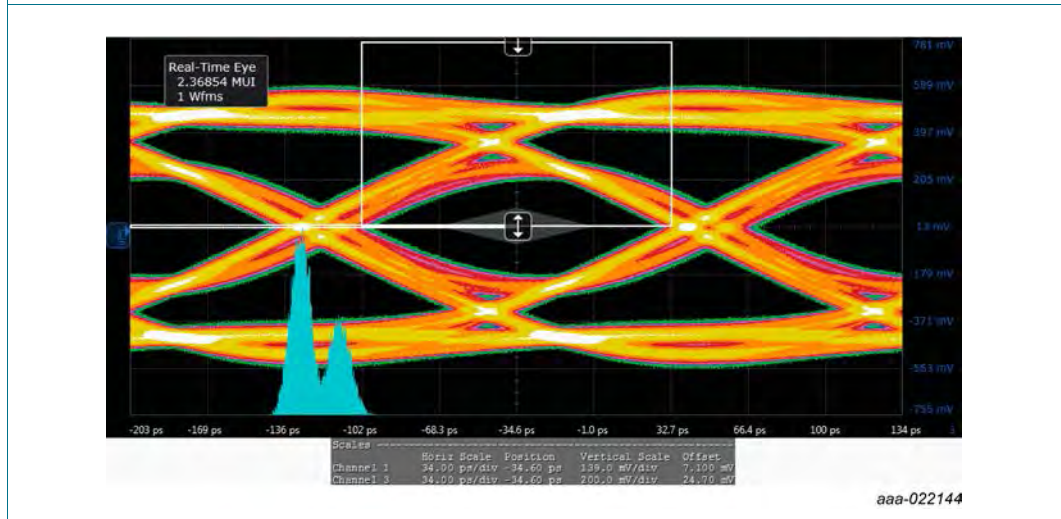 781 mV
Real-Time Eye
2.36854 MUI
1 Wfms
589 mV
397 mV
205 mV
13 mV
-179 mV
-371 mV
-563 mV
-755 mV
-203 ps -169 ps -136 ps -102 ps -68.3 ps -34.6 ps -1.0 ps 32.7 ps 66.4 ps 100 ps 134 ps 3
Scales
Horiz Scale Position Vertical Scale Offset
Channel 1 34.00 ps/div -34.60 ps 139.0 mV/div 7.100 mV
Channel 3 34.00 ps/div -34.60 ps 200.0 mV/div 24.70 mV
aaa-022144